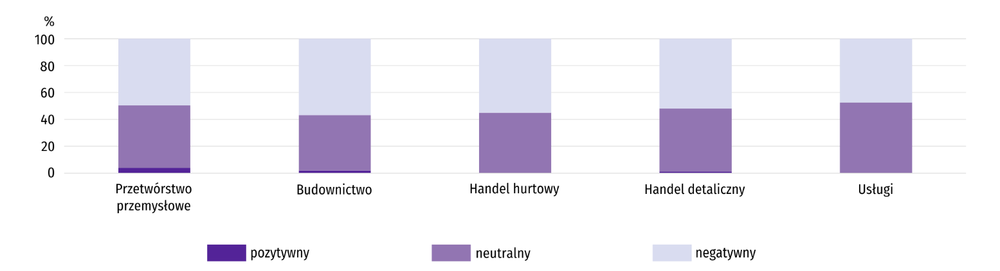 %
100
80
60
40
20
0
Przetwórstwo
przemysłowe
Budownictwo
Handel hurtowy
Handel detaliczny
Usługi
pozytywny
neutralny
negatywny